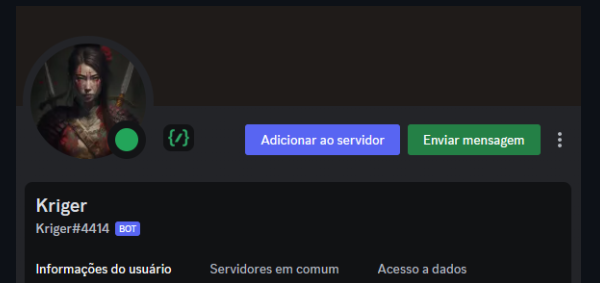 {/}
Adicionar ao servidor
Enviar mensagem
Kriger
Kriger#4414 BOT
Informações do usuário
Servidores em comum
Acesso a dados